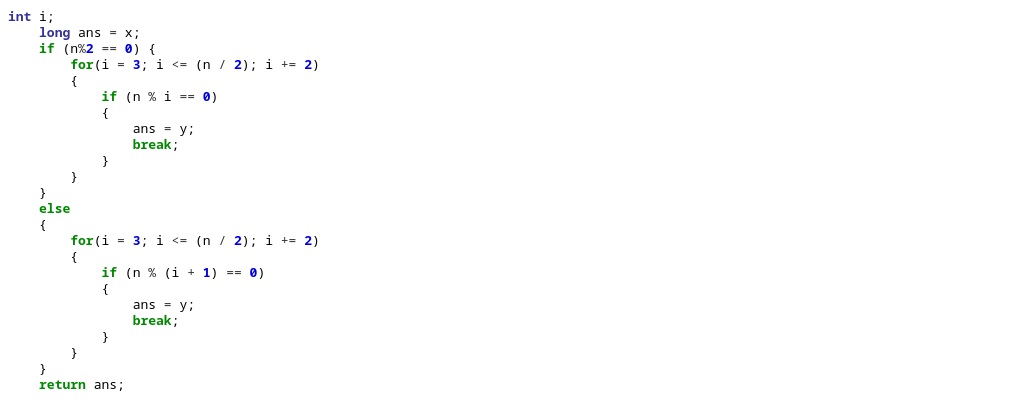 int i;
    long ans = x;
    if (n%2 == 0) {
        for(i = 3; i <= (n / 2); i += 2)
        {
            if (n % i == 0)
            {
                ans = y;
                break;
            }
        }
    }
    else
    {
        for(i = 3; i <= (n / 2); i += 2)
        {
            if (n % (i + 1) == 0)
            {
                ans = y;
                break;
            }
        }
    }
    return ans;